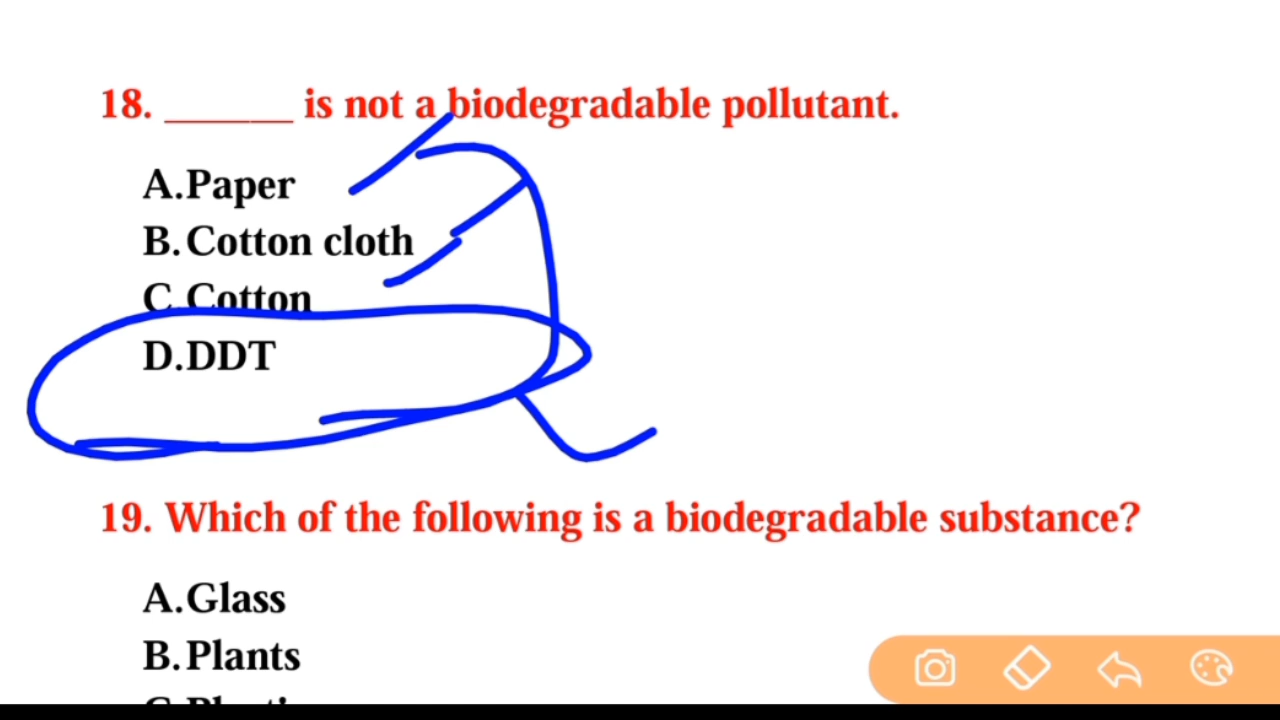 18. ______ is not a biodegradable pollutant.
A.Paper
B.Cotton cloth
C.Cotton
D.DDT
19. Which of the following is a biodegradable substance?
A.Glass
B.Plants